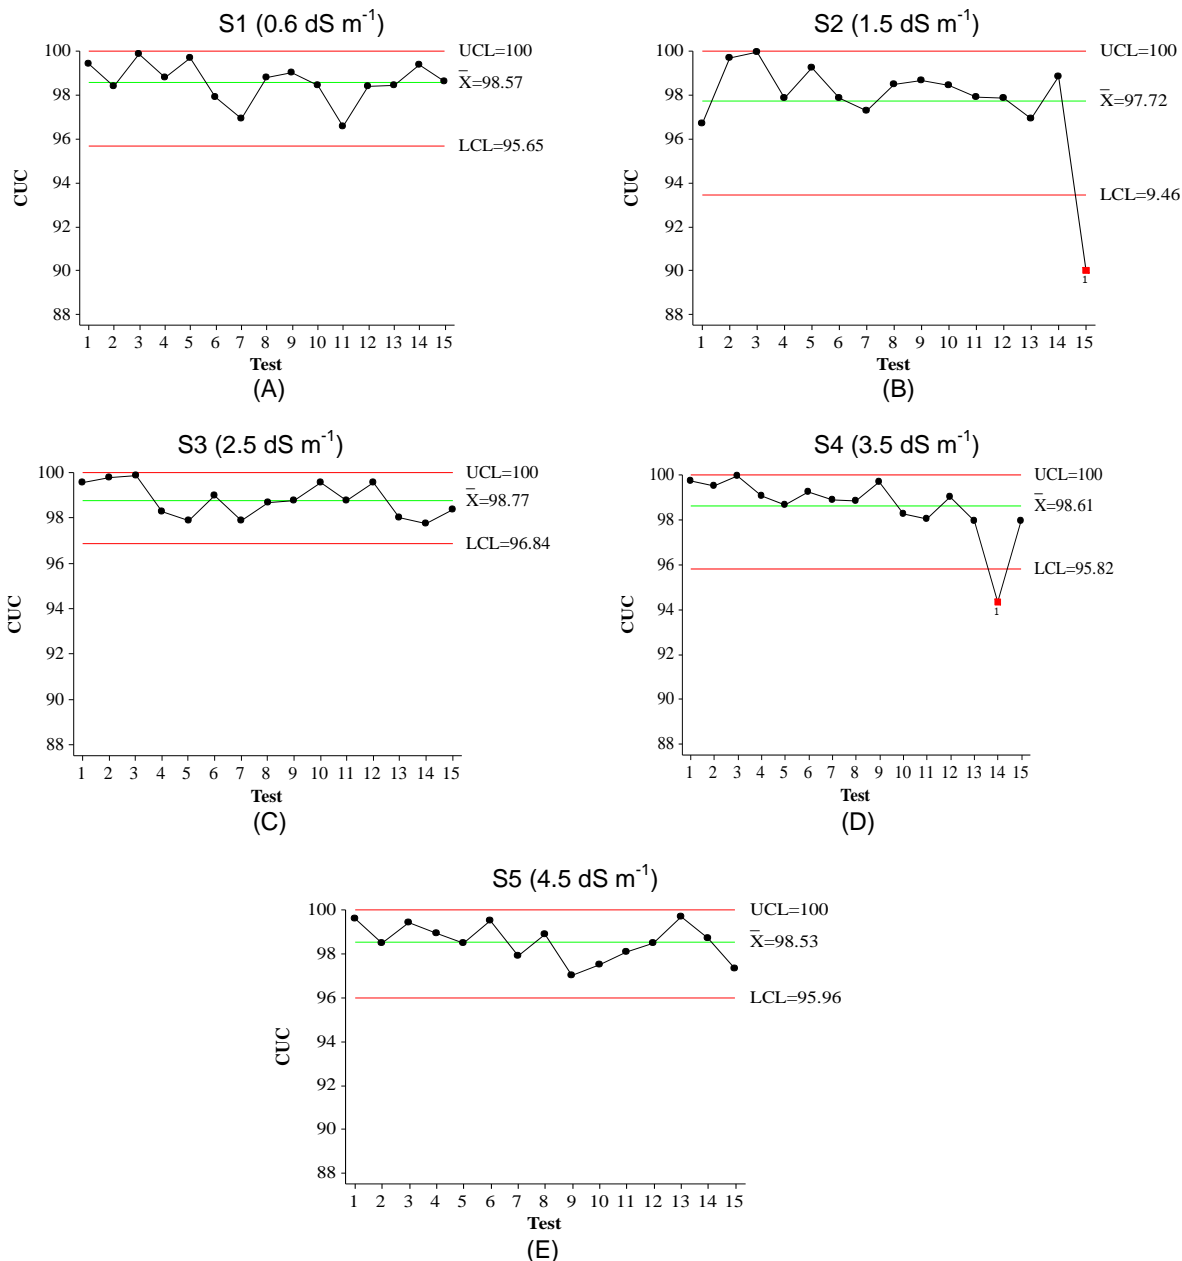 S1 (0.6 dS m⁻¹)
100
98
96
94
92
90
88
CUC
UCL=100
X̄=98.57
LCL=95.65
1 2 3 4 5 6 7 8 9 10 11 12 13 14 15
Test
(A)
S2 (1.5 dS m⁻¹)
100
98
96
94
92
90
88
CUC
UCL=100
X̄=97.72
LCL=9.46
1
1 2 3 4 5 6 7 8 9 10 11 12 13 14 15
Test
(B)
S3 (2.5 dS m⁻¹)
100
98
96
94
92
90
88
CUC
UCL=100
X̄=98.77
LCL=96.84
1 2 3 4 5 6 7 8 9 10 11 12 13 14 15
Test
(C)
S4 (3.5 dS m⁻¹)
100
98
96
94
92
90
88
CUC
UCL=100
X̄=98.61
LCL=95.82
1
1 2 3 4 5 6 7 8 9 10 11 12 13 14 15
Test
(D)
S5 (4.5 dS m⁻¹)
100
98
96
94
92
90
88
CUC
UCL=100
X̄=98.53
LCL=95.96
1 2 3 4 5 6 7 8 9 10 11 12 13 14 15
Test
(E)